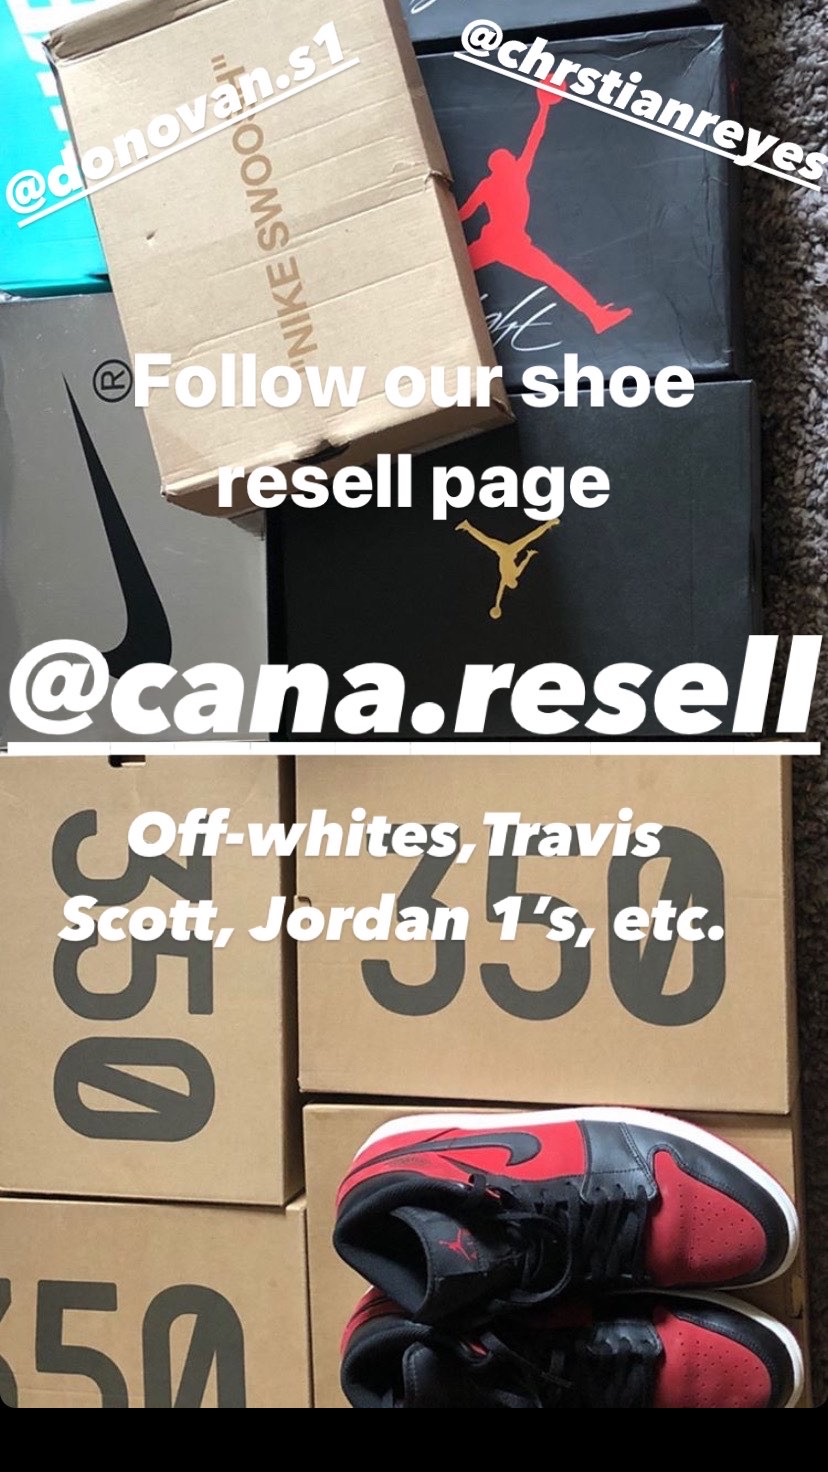 @donovan.s1
@chrstianreyes
"NIKE SWOOSH"
®
Follow our shoe
resell page
@cana.resell
Off-whites, Travis
Scott, Jordan 1's, etc.
350
350
350